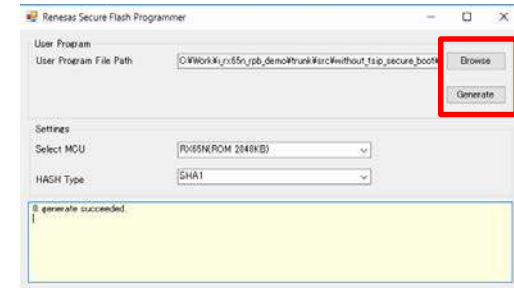 Renesas Secure Flash Programmer
User Program
User Program File Path
C:¥Work¥i_rx65n_rpb_demo¥trunk¥src¥without_tsip_secure_boot¥
Browse
Generate
Settings
Select MCU
RX65N(ROM 2048KB)
HASH Type
SHA1
generate succeeded.